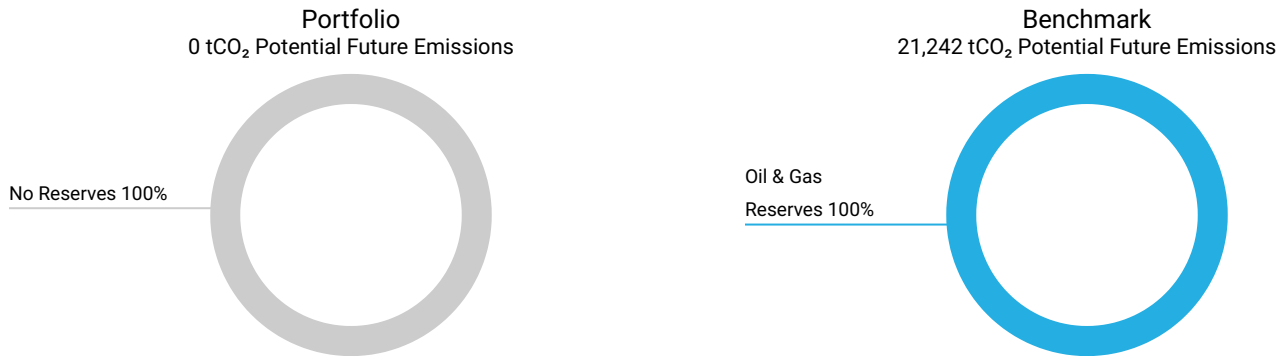 Portfolio
0 tCO₂ Potential Future Emissions
No Reserves 100%
Benchmark
21,242 tCO₂ Potential Future Emissions
Oil & Gas
Reserves 100%